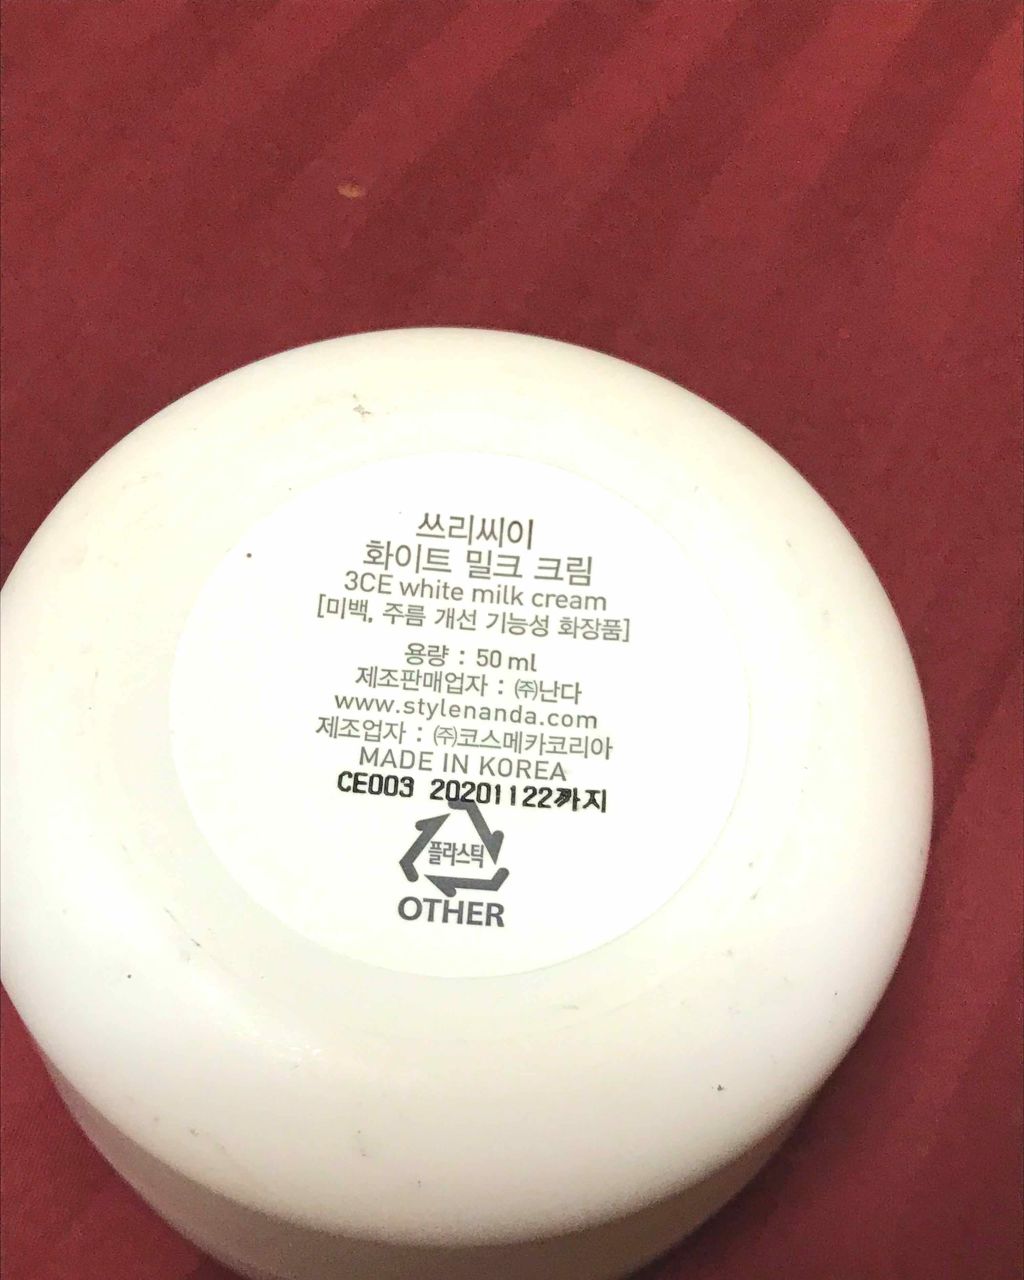 쓰리씨이
화이트 밀크 크림
3CE white milk cream
[미백, 주름 개선 기능성 화장품]
용량 : 50 ml
제조판매업자 : ㈜난다
www.stylenanda.com
제조업자 : ㈜코스메카코리아
MADE IN KOREA
CE003 20201122까지
플라스틱
OTHER